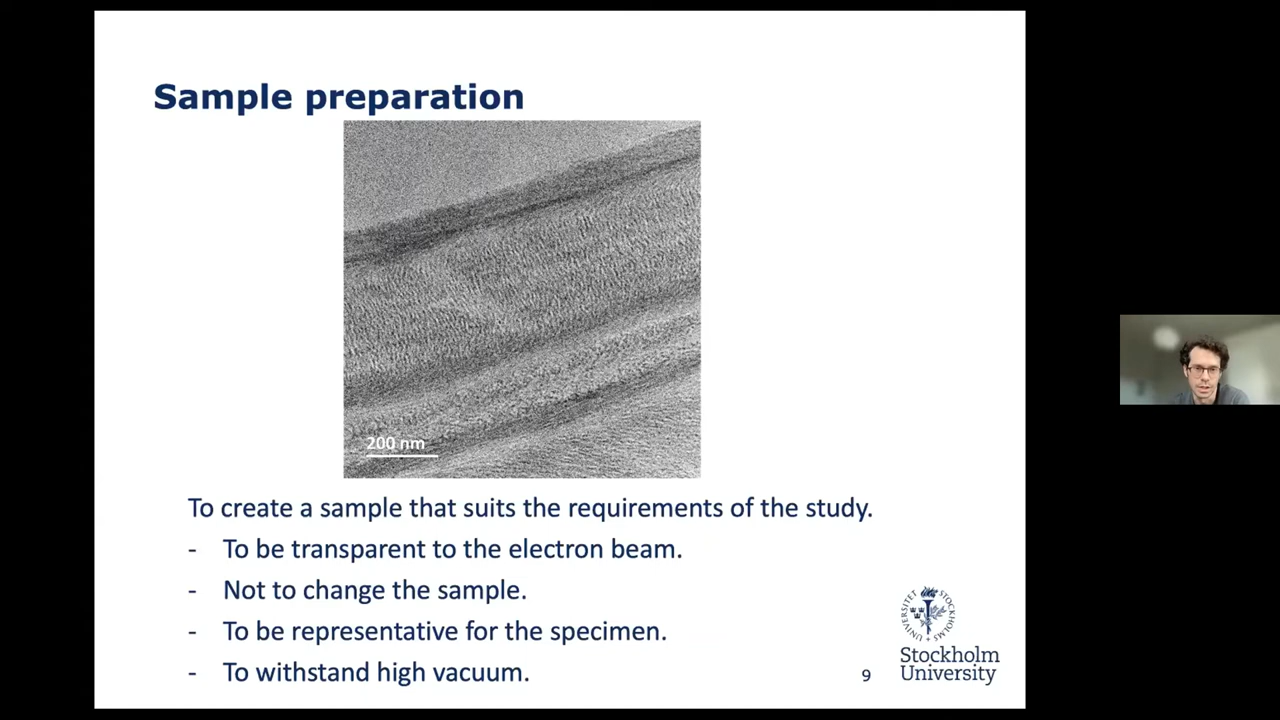 Sample preparation
200 nm
To create a sample that suits the requirements of the study.
- To be transparent to the electron beam.
- Not to change the sample.
- To be representative for the specimen.
- To withstand high vacuum.
9
STOCKHOLMS UNIVERSITET
Stockholm
University